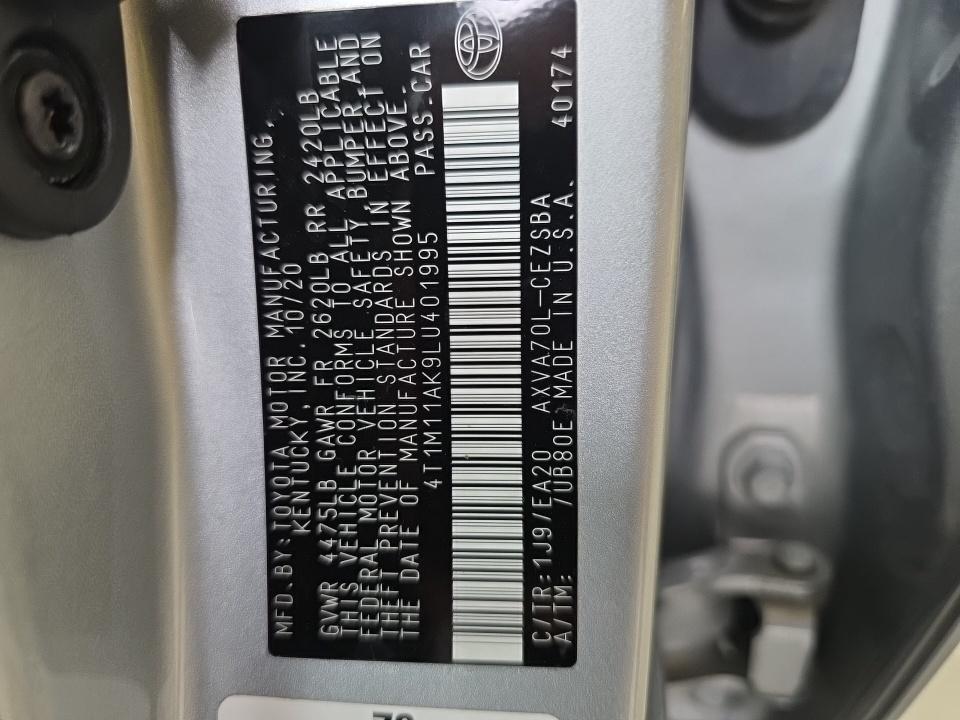 MFD.BY:TOYOTA MOTOR MANUFACTURING,
KENTUCKY,INC. 10/20
GVWR 4475LB GAWR FR 2620LB RR 2420LB
THIS VEHICLE CONFORMS TO ALL APPLICABLE
FEDERAL MOTOR VEHICLE SAFETY,BUMPER,AND
THEFT PREVENTION STANDARDS IN EFFECT ON
THE DATE OF MANUFACTURE SHOWN ABOVE.
4T1M11AK9LU401995 PASS.CAR
C/TR:1J9/EA20 AXVA70L-CEZSBA
A/TM: /UB80E MADE IN U.S.A. 40174